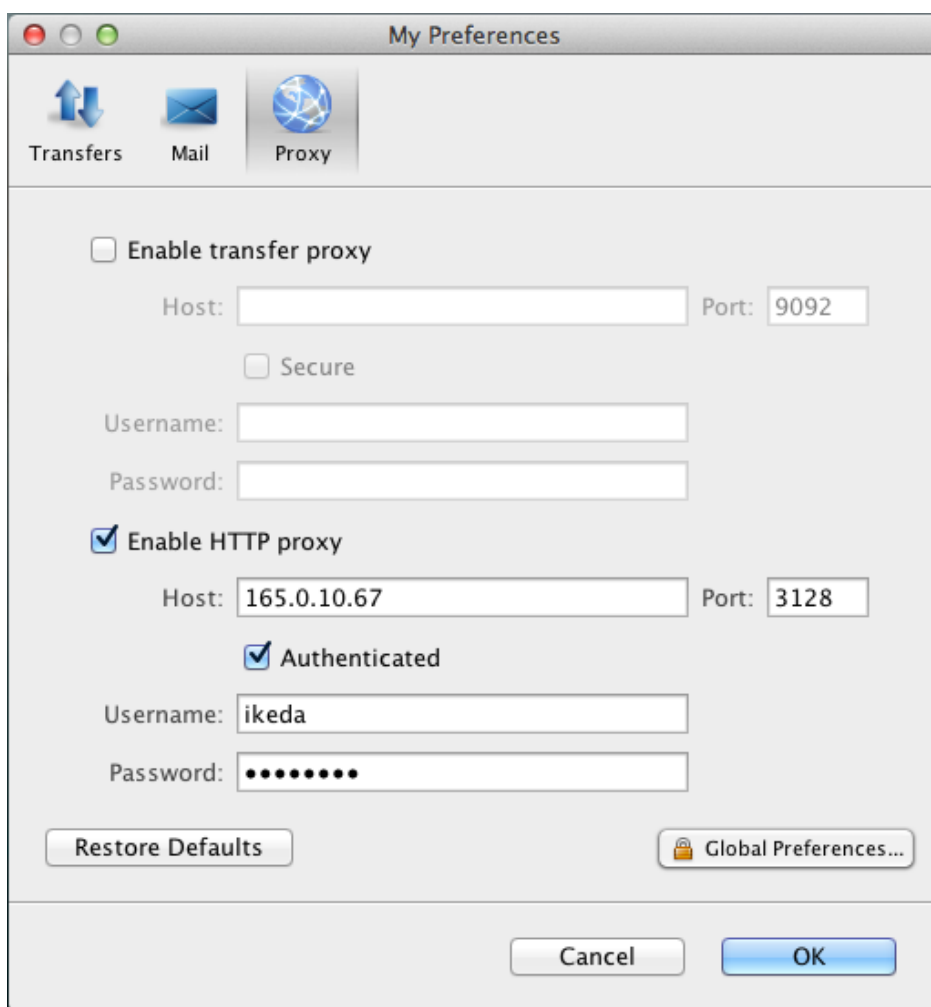 My Preferences
Transfers Mail Proxy
Enable transfer proxy
Host: Port: 9092
Secure
Username:
Password:
Enable HTTP proxy
Host: 165.0.10.67 Port: 3128
Authenticated
Username: ikeda
Password: ••••••••
Restore Defaults Global Preferences...
Cancel OK